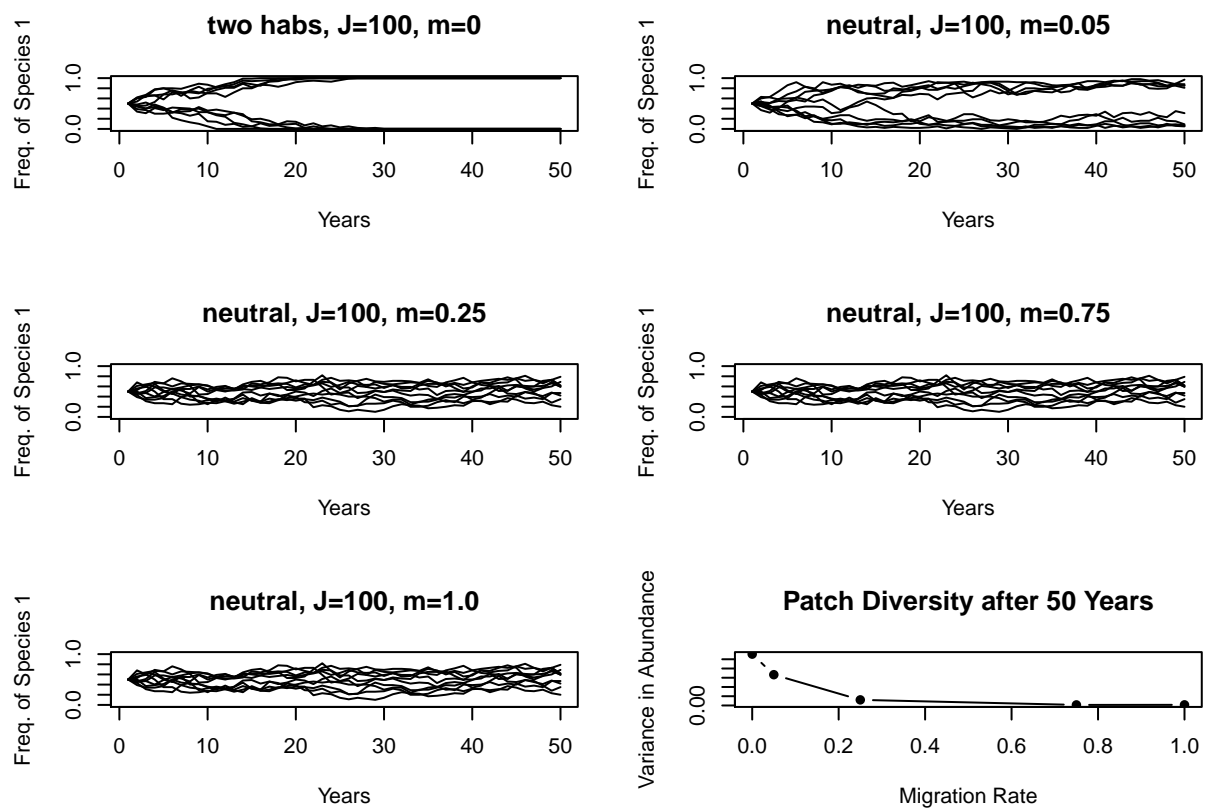 two habs, J=100, m=0
Freq. of Species 1
0.0 1.0
0 10 20 30 40 50
Years
neutral, J=100, m=0.05
Freq. of Species 1
0.0 1.0
0 10 20 30 40 50
Years
neutral, J=100, m=0.25
Freq. of Species 1
0.0 1.0
0 10 20 30 40 50
Years
neutral, J=100, m=0.75
Freq. of Species 1
0.0 1.0
0 10 20 30 40 50
Years
neutral, J=100, m=1.0
Freq. of Species 1
0.0 1.0
0 10 20 30 40 50
Years
Patch Diversity after 50 Years
Variance in Abundance
0.00
0.0 0.2 0.4 0.6 0.8 1.0
Migration Rate